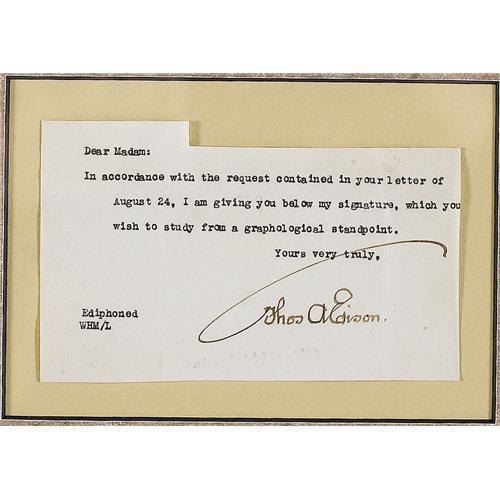 Dear Madam:
In accordance with the request contained in your letter of
August 24, I am giving you below my signature, which you
wish to study from a graphological standpoint.
Yours very truly,
Thos A Edison.
Ediphoned
WHM/L